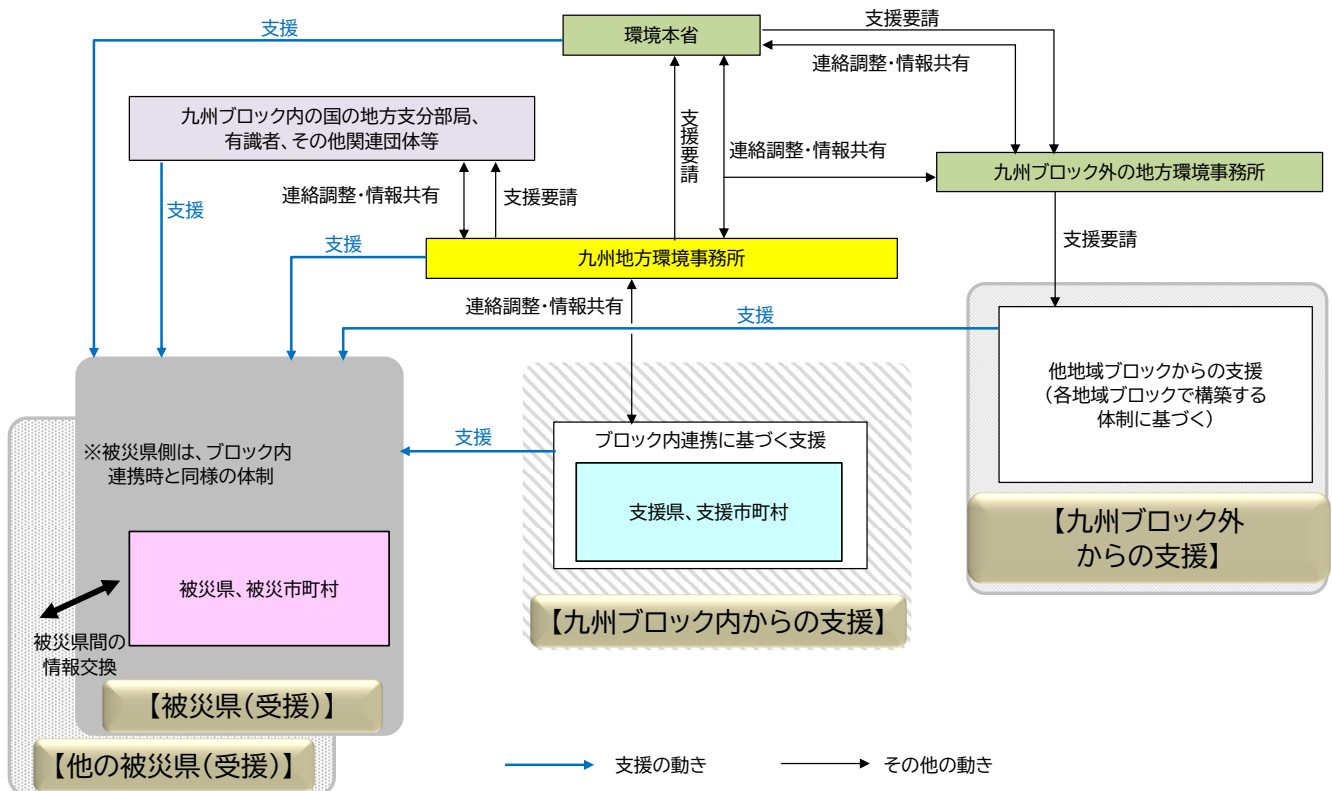 支援
環境本省
支援要請
連絡調整・情報共有
九州ブロック内の国の地方支分部局、
有識者、その他関連団体等
支援要請
連絡調整・情報共有
九州ブロック外の地方環境事務所
連絡調整・情報共有
支援要請
支援
支援
九州地方環境事務所
支援要請
連絡調整・情報共有
支援
他地域ブロックからの支援
（各地域ブロックで構築する
体制に基づく）
※被災県側は、ブロック内
連携時と同様の体制
支援
ブロック内連携に基づく支援
支援県、支援市町村
【九州ブロック外
からの支援】
被災県、被災市町村
【九州ブロック内からの支援】
被災県間の
情報交換
【被災県（受援）】
【他の被災県（受援）】
支援の動き
その他の動き